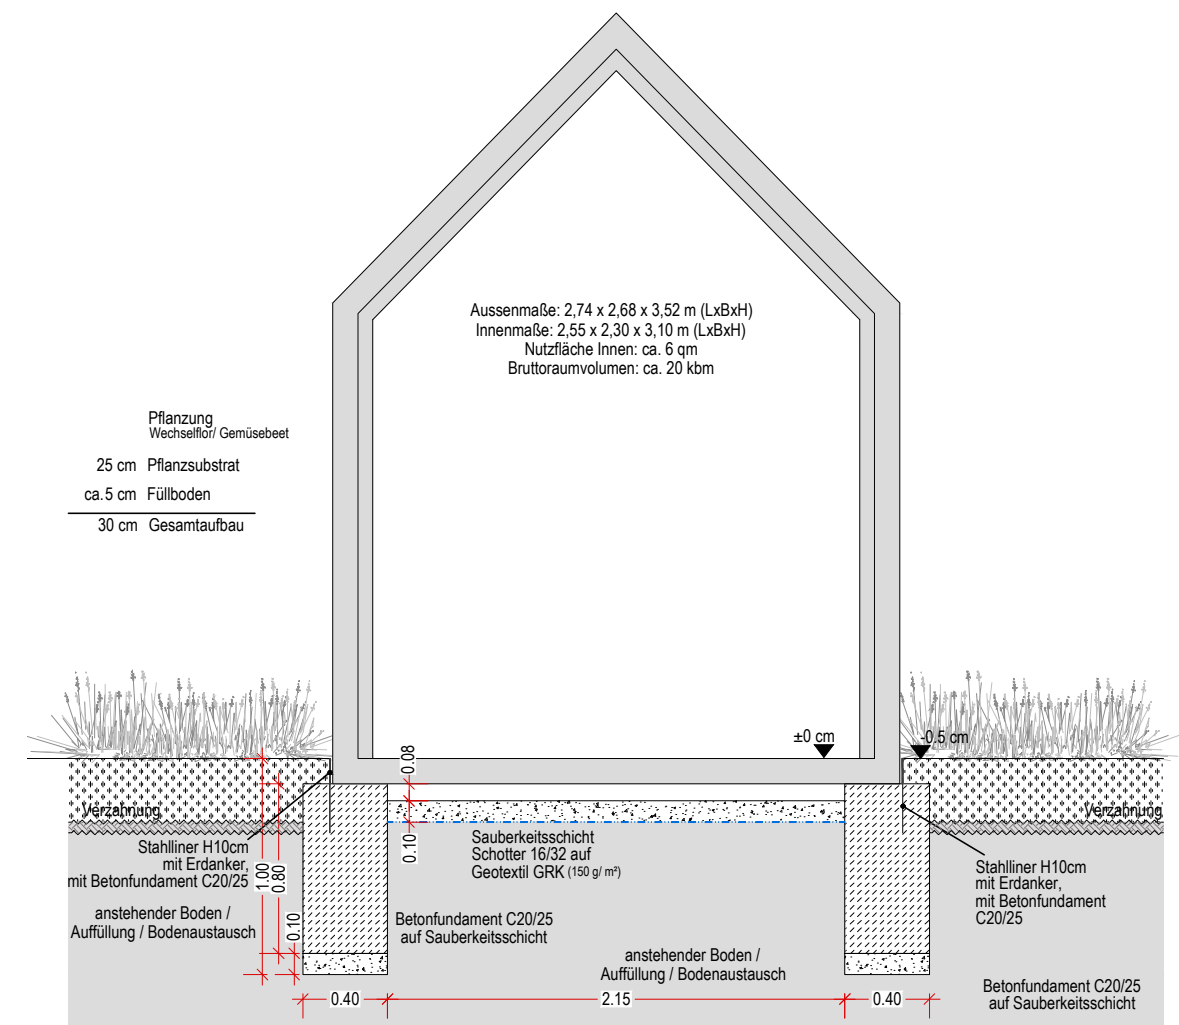 Aussenmaße: 2,74 x 2,68 x 3,52 m (LxBxH)
Innenmaße: 2,55 x 2,30 x 3,10 m (LxBxH)
Nutzfläche Innen: ca. 6 qm
Bruttoraumvolumen: ca. 20 kbm
Pflanzung
Wechselflor/ Gemüsebeet
25 cm Pflanzsubstrat
ca.5 cm Füllboden
30 cm Gesamtaufbau
±0 cm
-0.5 cm
0.08
Verzahnung
Verzahnung
0.10
Sauberkeitsschicht
Schotter 16/32 auf
Geotextil GRK (150 g/ m²)
Stahlliner H10cm
mit Erdanker,
mit Betonfundament C20/25
1.00
0.80
0.10
Stahlliner H10cm
mit Erdanker,
mit Betonfundament
C20/25
anstehender Boden /
Auffüllung / Bodenaustausch
Betonfundament C20/25
auf Sauberkeitsschicht
anstehender Boden /
Auffüllung / Bodenaustausch
Betonfundament C20/25
auf Sauberkeitsschicht
0.40
2.15
0.40